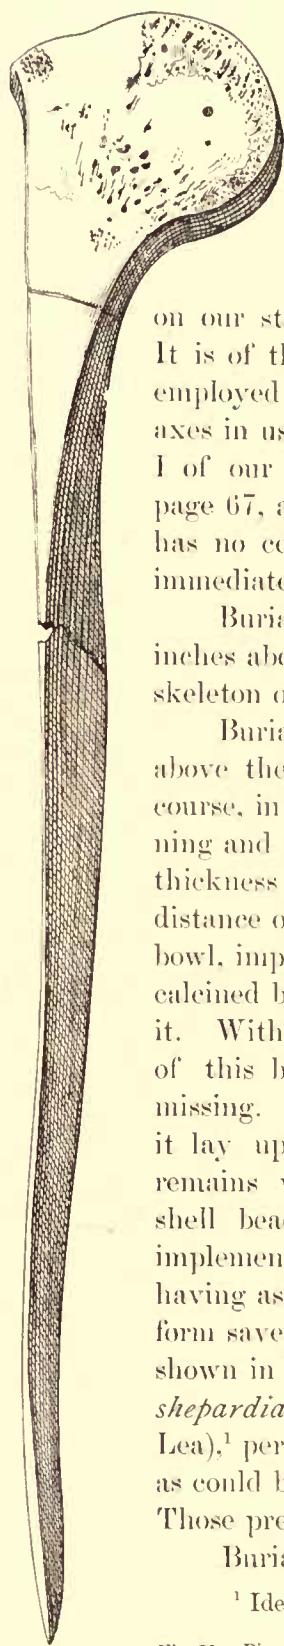 on our st
It is of th
employed
axes in us
I of our
page 67, a
has no ce
immediate
Buria
inches abo
skeleton o
Buria
above the
course, in
ning and
thickness
distance o
bowl, imp
calcined b
it. With
of this b
missing.
it lay up
remains v
shell bea
implemen
having as
form save
shown in
shepardia
Lea),¹ per
as could b
Those pre
Buria
¹ Ide